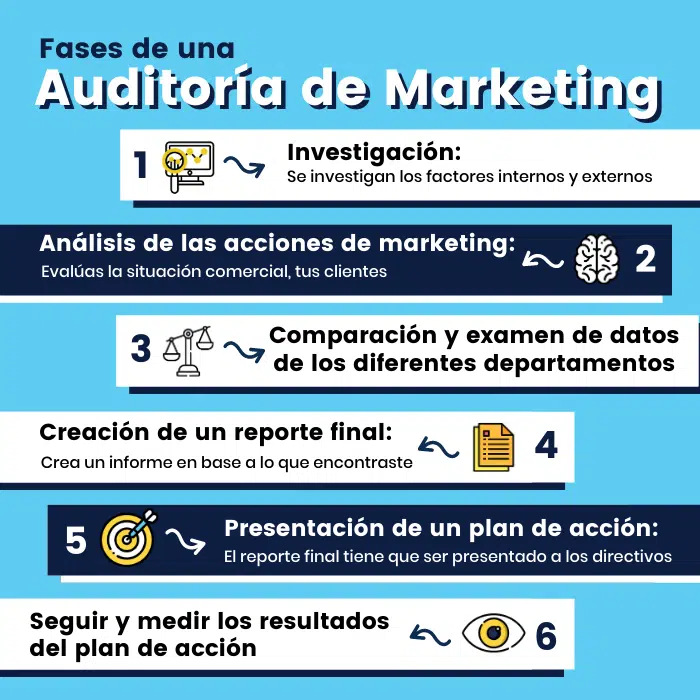 Fases de una
Auditoría de Marketing
1
Investigación:
Se investigan los factores internos y externos
Análisis de las acciones de marketing:
Evalúas la situación comercial, tus clientes
2
3
Comparación y examen de datos
de los diferentes departamentos
Creación de un reporte final:
Crea un informe en base a lo que encontraste
4
5
Presentación de un plan de acción:
El reporte final tiene que ser presentado a los directivos
Seguir y medir los resultados
del plan de acción
6